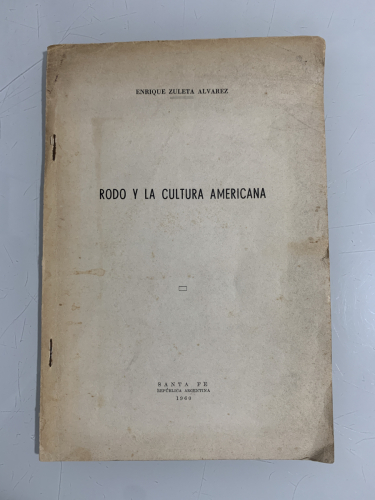 ENRIQUE ZULETA ALVAREZ
RODO Y LA CULTURA AMERICANA
SANTA FE
REPÚBLICA ARGENTINA
1960